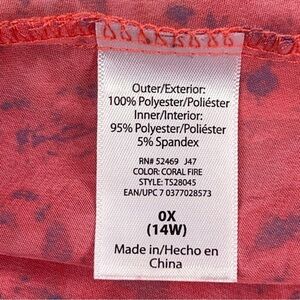 Outer/Exterior:
100% Polyester/Poliéster
Inner/Interior:
95% Polyester/Poliéster
5% Spandex
RN# 52469 J47
COLOR: CORAL FIRE
STYLE: TS28045
EAN/UPC 7 0377028573
0X
(14W)
Made in/Hecho en
China